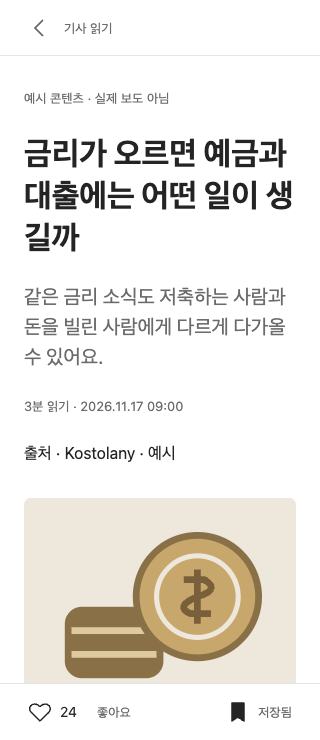 기사 읽기
예시 콘텐츠 · 실제 보도 아님
금리가 오르면 예금과
대출에는 어떤 일이 생
길까
같은 금리 소식도 저축하는 사람과
돈을 빌린 사람에게 다르게 다가올
수 있어요.
3분 읽기 · 2026.11.17 09:00
출처 · Kostolany · 예시
24 좋아요 저장됨